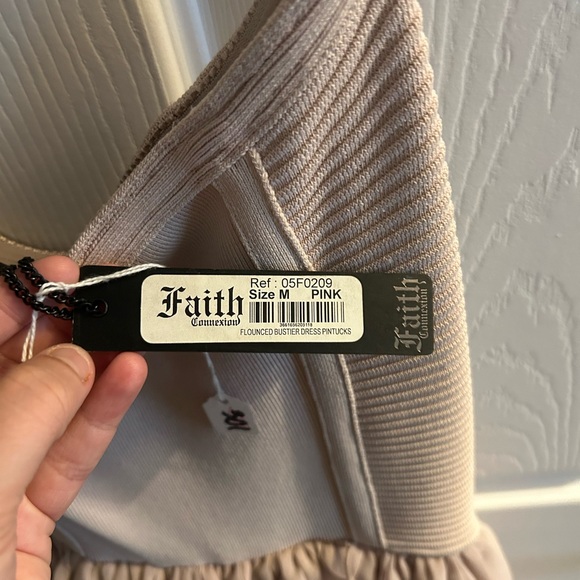 Faith
Connexion
Ref : 05F0209
Size M PINK
FLOUNCED BUSTIER DRESS PINTUCKS
Faith
Connexion